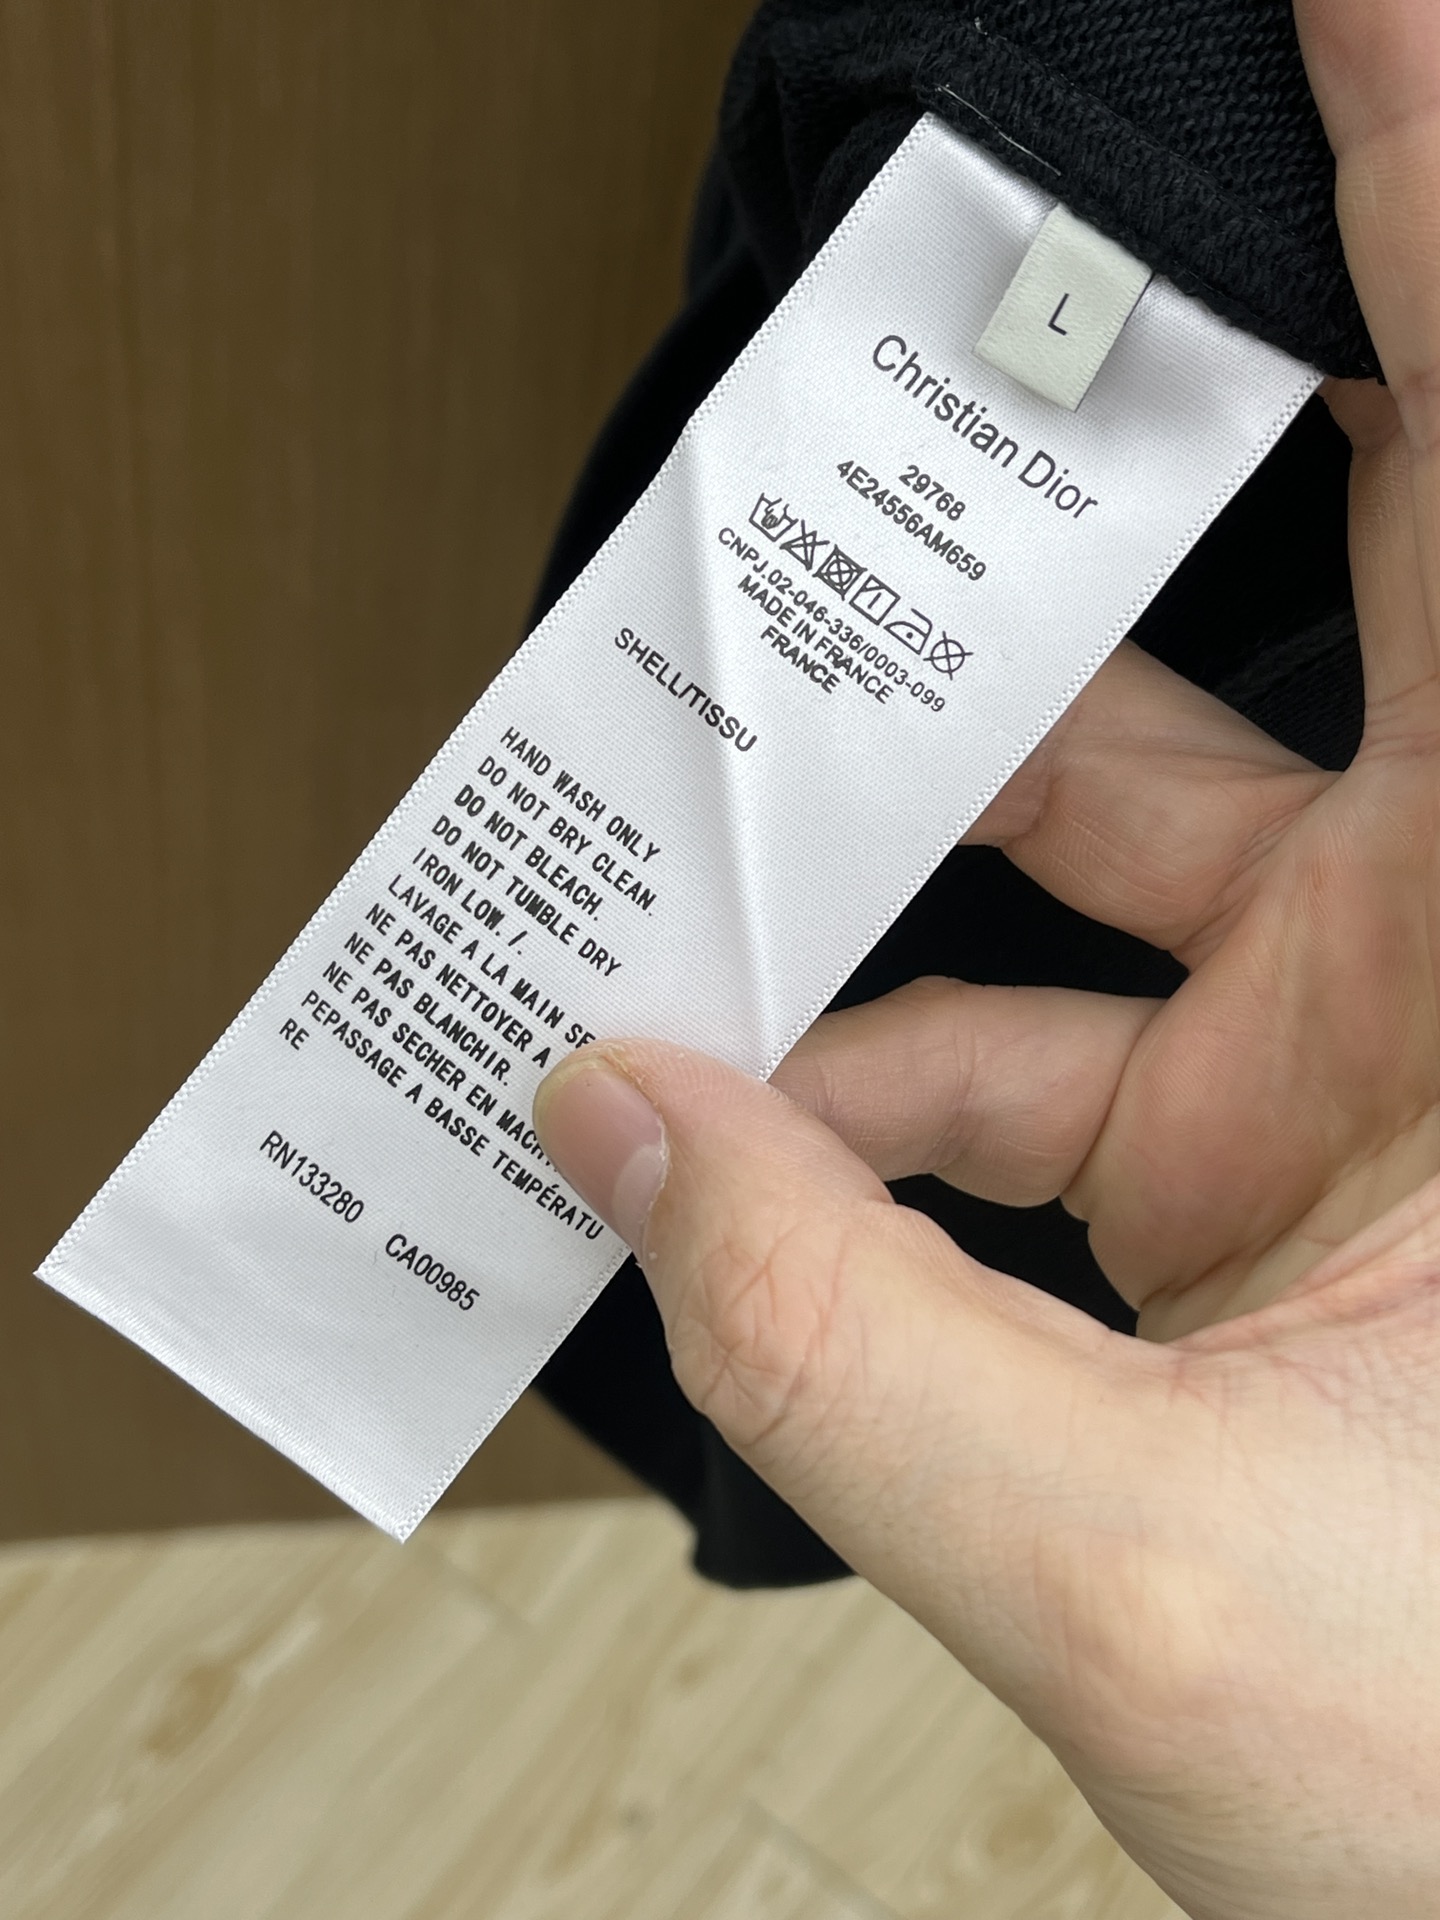 L
Christian Dior
29768
4E24556AM659
CNPJ.02-046-336/0003-099
MADE IN FRANCE
FRANCE
SHELL/TISSU
HAND WASH ONLY
DO NOT BRY CLEAN.
DO NOT BLEACH.
DO NOT TUMBLE DRY
IRON LOW. /.
LAVAGE A LA MAIN
NE PAS NETTOYER A
NE PAS BLANCHIR.
NE PAS SECHER EN
PEPASSAGE A BASSE TEMPÉRATU
RE
RN133280 CA00985